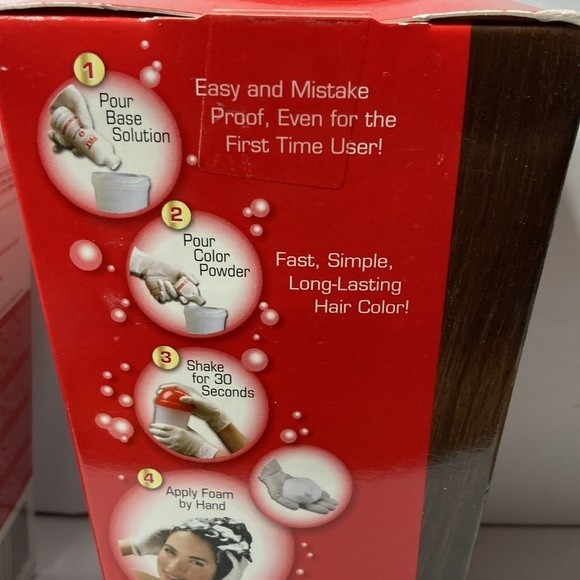 1
Pour
Base
Solution
Easy and Mistake
Proof, Even for the
First Time User!
2
Pour
Color
Powder
Fast, Simple,
Long-Lasting
Hair Color!
3
Shake
for 30
Seconds
4
Apply Foam
by Hand